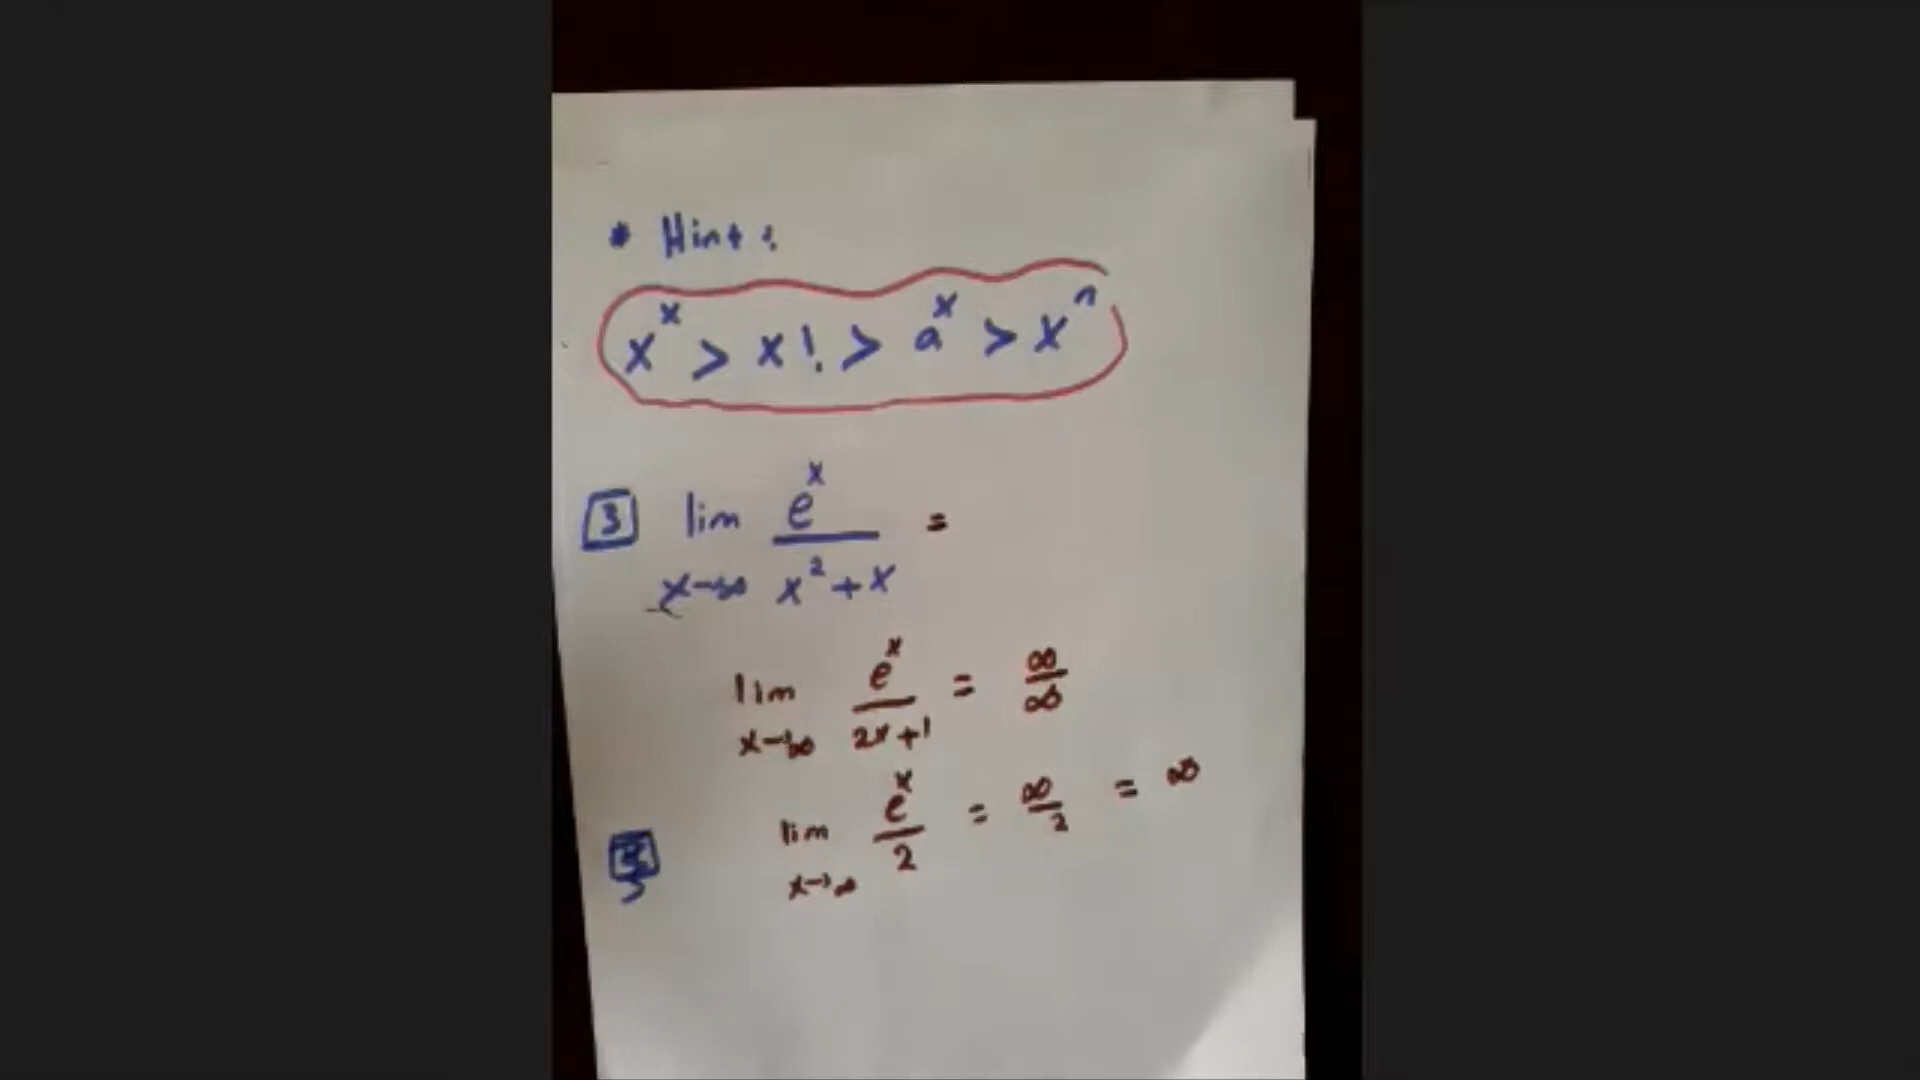 * Hint :
x^x > x! > a^x > x^n
3 lim x→∞ e^x / (x^2 + x) =
lim x→∞ e^x / (2x+1) = ∞/∞
lim x→∞ e^x / 2 = ∞/2 = ∞